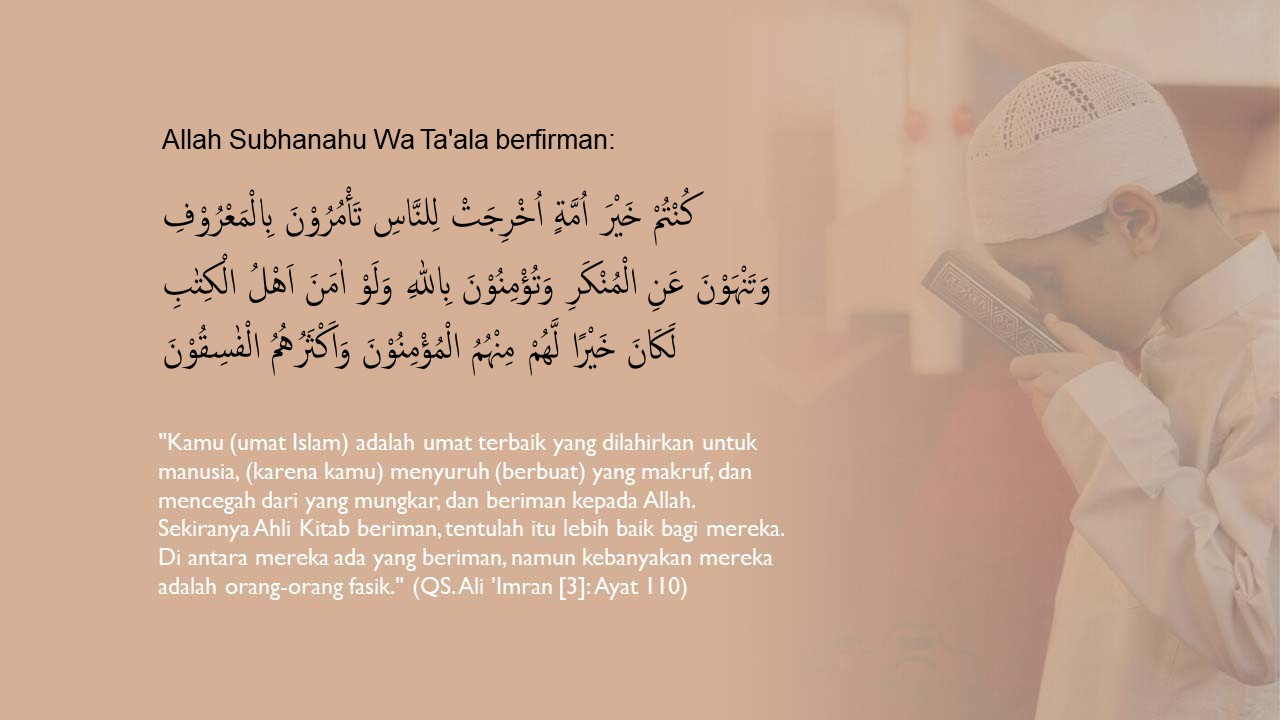 Allah Subhanahu Wa Ta'ala berfirman:
كُنْتُمْ خَيْرَ اُمَّةٍ اُخْرِجَتْ لِلنَّاسِ تَأْمُرُوْنَ بِالْمَعْرُوْفِ
وَتَنْهَوْنَ عَنِ الْمُنْكَرِ وَتُؤْمِنُوْنَ بِاللّٰهِ وَلَوْ اٰمَنَ اَهْلُ الْكِتٰبِ
لَكَانَ خَيْرًا لَّهُمْ مِنْهُمُ الْمُؤْمِنُوْنَ وَاَكْثَرُهُمُ الْفٰسِقُوْنَ
"Kamu (umat Islam) adalah umat terbaik yang dilahirkan untuk
manusia, (karena kamu) menyuruh (berbuat) yang makruf, dan
mencegah dari yang mungkar, dan beriman kepada Allah.
Sekiranya Ahli Kitab beriman, tentulah itu lebih baik bagi mereka.
Di antara mereka ada yang beriman, namun kebanyakan mereka
adalah orang-orang fasik." (QS. Ali 'Imran [3]: Ayat 110)